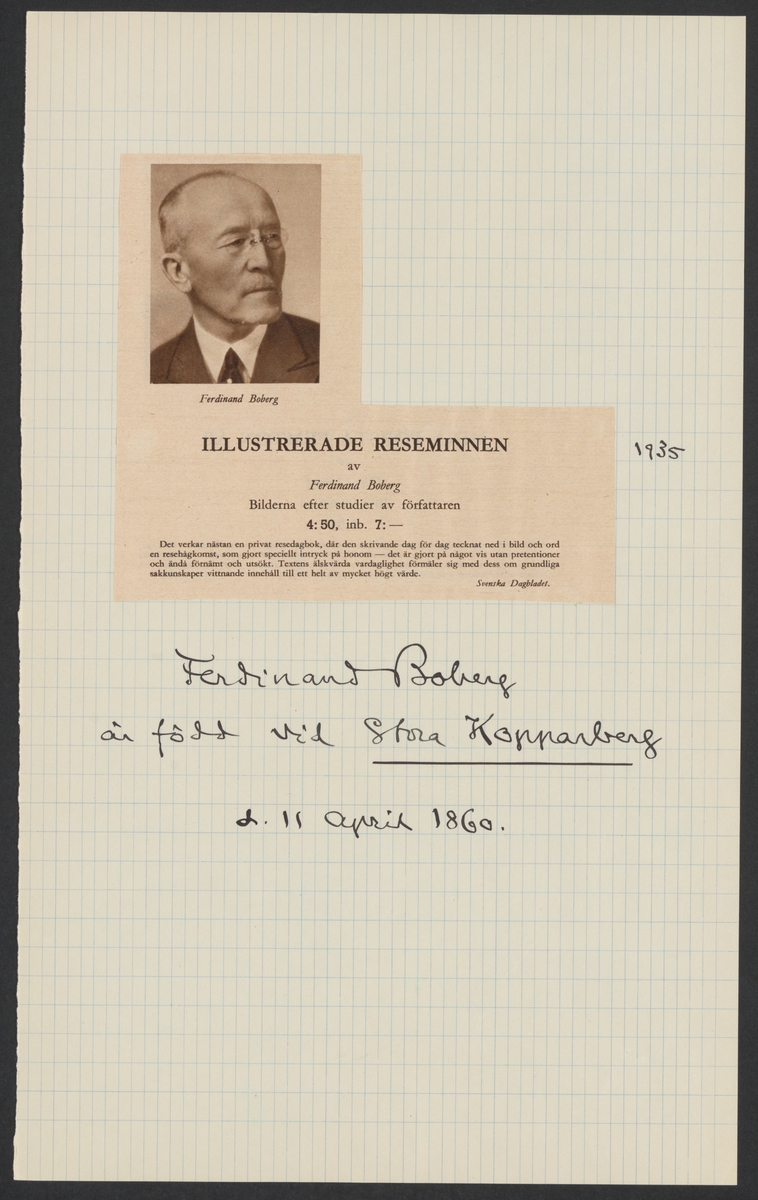 Ferdinand Boberg
ILLUSTRERADE RESEMINNEN
av
Ferdinand Boberg
Bilderna efter studier av författaren
4:50, inb. 7:—
1935
Det verkar nästan en privat resedagbok, där den skrivande dag för dag tecknat ned i bild och ord
en resehågkomst, som gjort speciellt intryck på honom — det är gjort på något vis utan pretentioner
och ändå förnämt och utsökt. Textens älskvärda vardaglighet förmäler sig med dess om grundliga
sakkunskaper vittnande innehåll till ett helt av mycket högt värde.
Svenska Dagbladet.
Ferdinand Boberg
är född vid Stora Kopparberg
d. 11 april 1860.